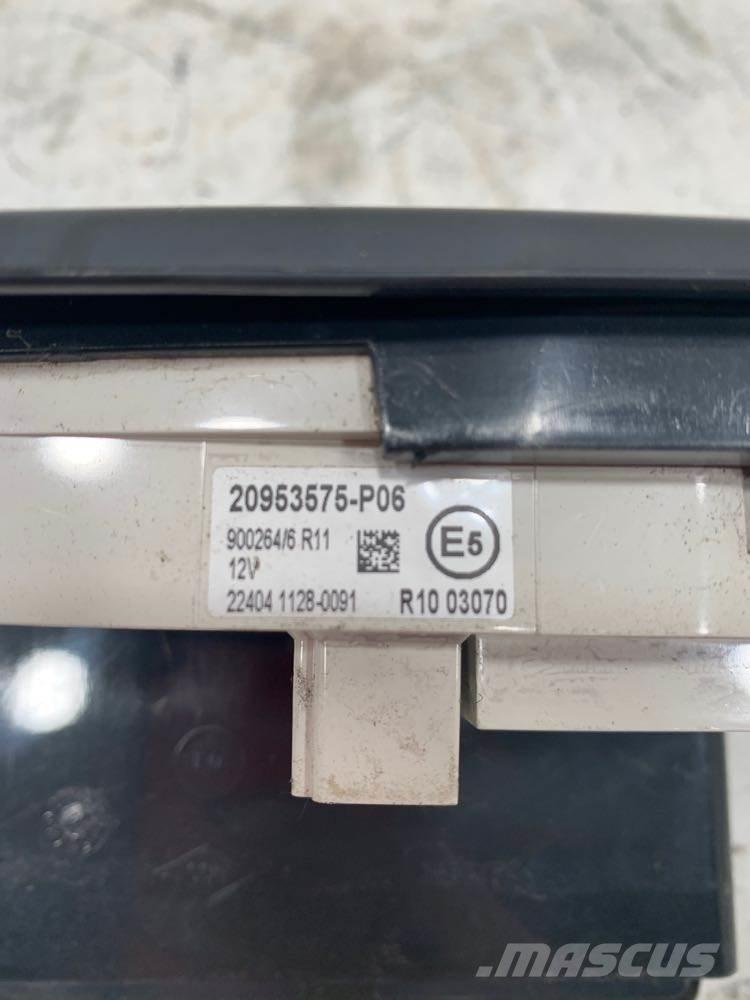 20953575-P06
900264/6 R11
12V
E5
22404 1128-0091 R10 03070
MASCUS